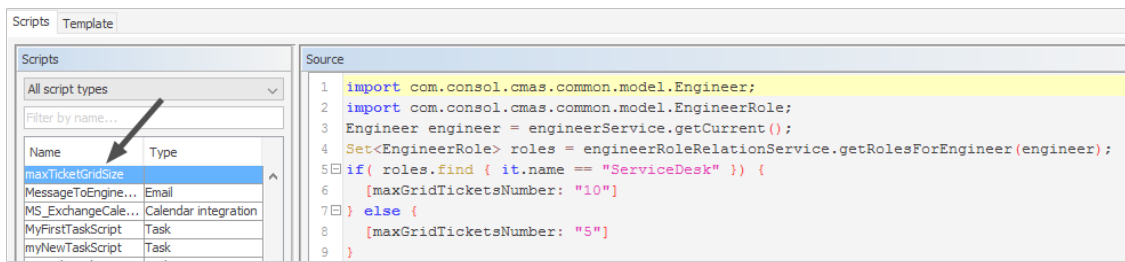 Scripts Template
Scripts
All script types
Filter by name...
Name Type
maxTicketGridSize
MessageToEngine... Email
MS_ExchangeCale... Calendar integration
MyFirstTaskScript Task
myNewTaskScript Task
Source
1 import com.consol.cmas.common.model.Engineer;
2 import com.consol.cmas.common.model.EngineerRole;
3 Engineer engineer = engineerService.getCurrent();
4 Set<EngineerRole> roles = engineerRoleRelationService.getRolesForEngineer(engineer);
5 if( roles.find { it.name == "ServiceDesk" }) {
6 [maxGridTicketsNumber: "10"]
7 } else {
8 [maxGridTicketsNumber: "5"]
9 }